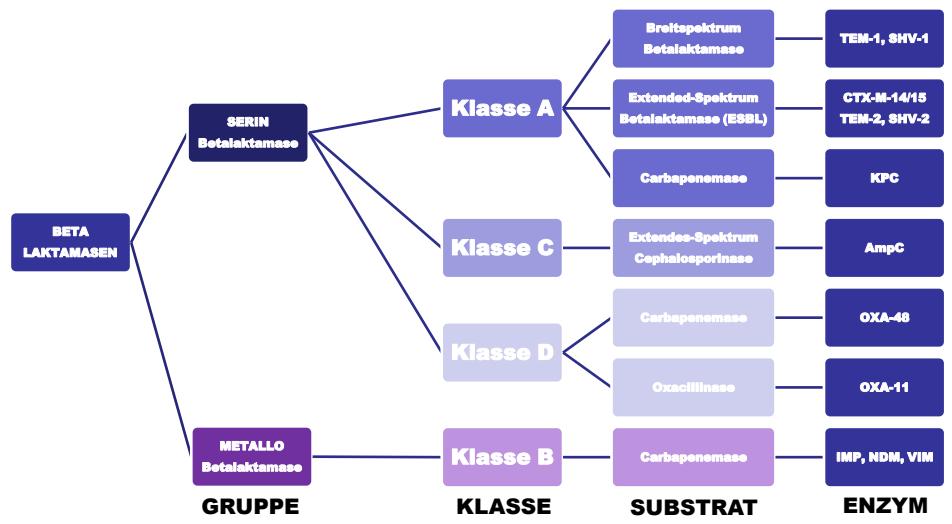 Breitspektrum
Betalaktamase
TEM-1, SHV-1
Klasse A
Extended-Spektrum
Betalaktamase (ESBL)
CTX-M-14/15
TEM-2, SHV-2
SERIN
Betalaktamase
Carbapenemase
KPC
BETA
LAKTAMASEN
Klasse C
Extendes-Spektrum
Cephalosporinase
AmpC
Carbapenemase
OXA-48
Klasse D
Oxacillinase
OXA-11
METALLO
Betalaktamase
Klasse B
Carbapenemase
IMP, NDM, VIM
GRUPPE
KLASSE
SUBSTRAT
ENZYM